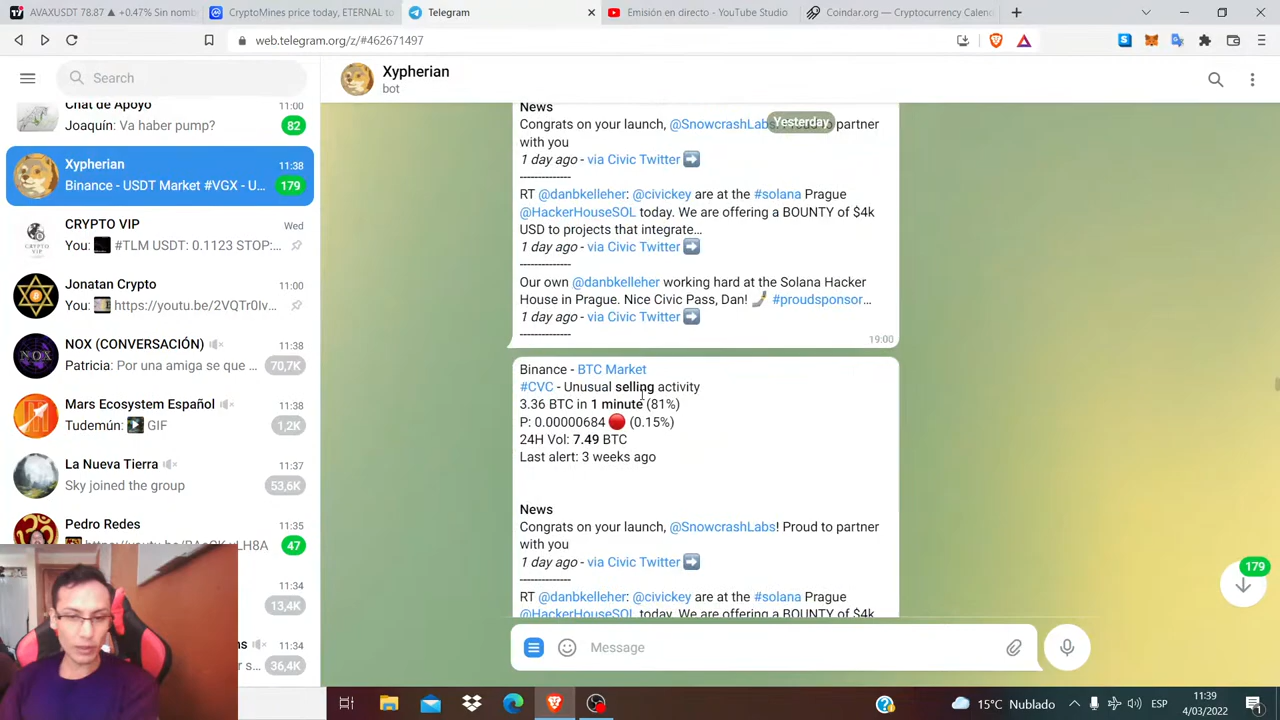 AVAXUSDT 78.87 ▲ +0.47% Sin nomb
CryptoMines price today, ETERNAL to
Telegram
Emisión en directo - YouTube Studio
Coindar.org — Cryptocurrency Calend
web.telegram.org/z/#462671497
Search
Chat de Apoyo
11:00
Joaquín: Va haber pump?
82
Xypherian
11:38
Binance - USDT Market #VGX - U...
179
CRYPTO VIP
Wed
You: #TLM USDT: 0.1123 STOP:...
Jonatan Crypto
11:00
You: https://youtu.be/2VQTr0Iv...
NOX (CONVERSACIÓN)
11:38
Patricia: Por una amiga se que ...
70,7K
Mars Ecosystem Español
11:38
Tudemún: GIF
1,2K
La Nueva Tierra
11:37
Sky joined the group
53,6K
Pedro Redes
11:35
47
11:34
13,4K
11:34
36,4K
Xypherian
bot
Yesterday
News
Congrats on your launch, @SnowcrashLabs! Proud to partner
with you
1 day ago - via Civic Twitter ➡️
--------------
RT @danbkelleher: @civickey are at the #solana Prague
@HackerHouseSOL today. We are offering a BOUNTY of $4k
USD to projects that integrate…
1 day ago - via Civic Twitter ➡️
--------------
Our own @danbkelleher working hard at the Solana Hacker
House in Prague. Nice Civic Pass, Dan! 🤳 #proudsponsor…
1 day ago - via Civic Twitter ➡️
--------------
19:00
Binance - BTC Market
#CVC - Unusual selling activity
3.36 BTC in 1 minute (81%)
P: 0.00000684 🔴 (0.15%)
24H Vol: 7.49 BTC
Last alert: 3 weeks ago
News
Congrats on your launch, @SnowcrashLabs! Proud to partner
with you
1 day ago - via Civic Twitter ➡️
--------------
RT @danbkelleher: @civickey are at the #solana Prague
@HackerHouseSOL today. We are offering a BOUNTY of $4k
179
Message
15°C Nublado
ESP
11:39
4/03/2022
1